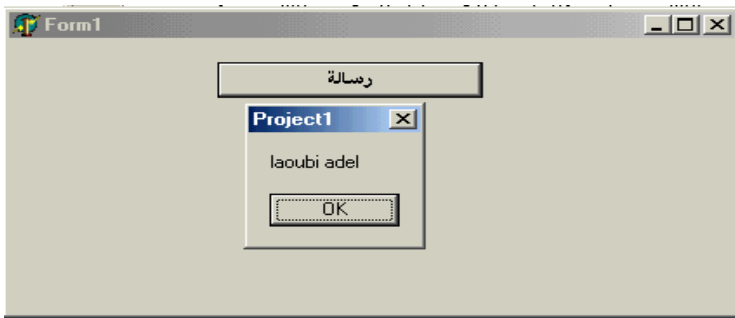 Form1
رسالة
Project1
laoubi adel
OK